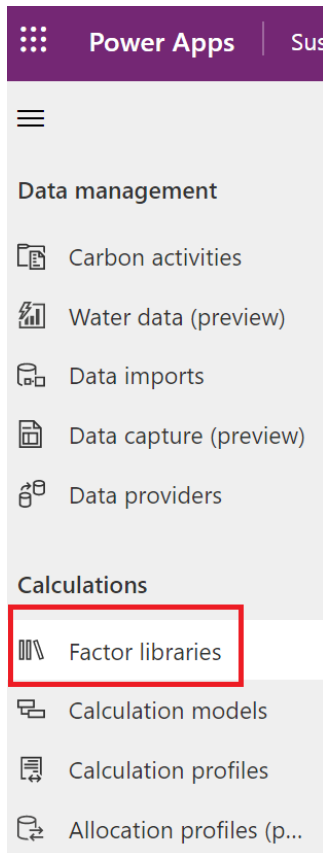 Power Apps Sus
Data management
Carbon activities
Water data (preview)
Data imports
Data capture (preview)
Data providers
Calculations
Factor libraries
Calculation models
Calculation profiles
Allocation profiles (p...